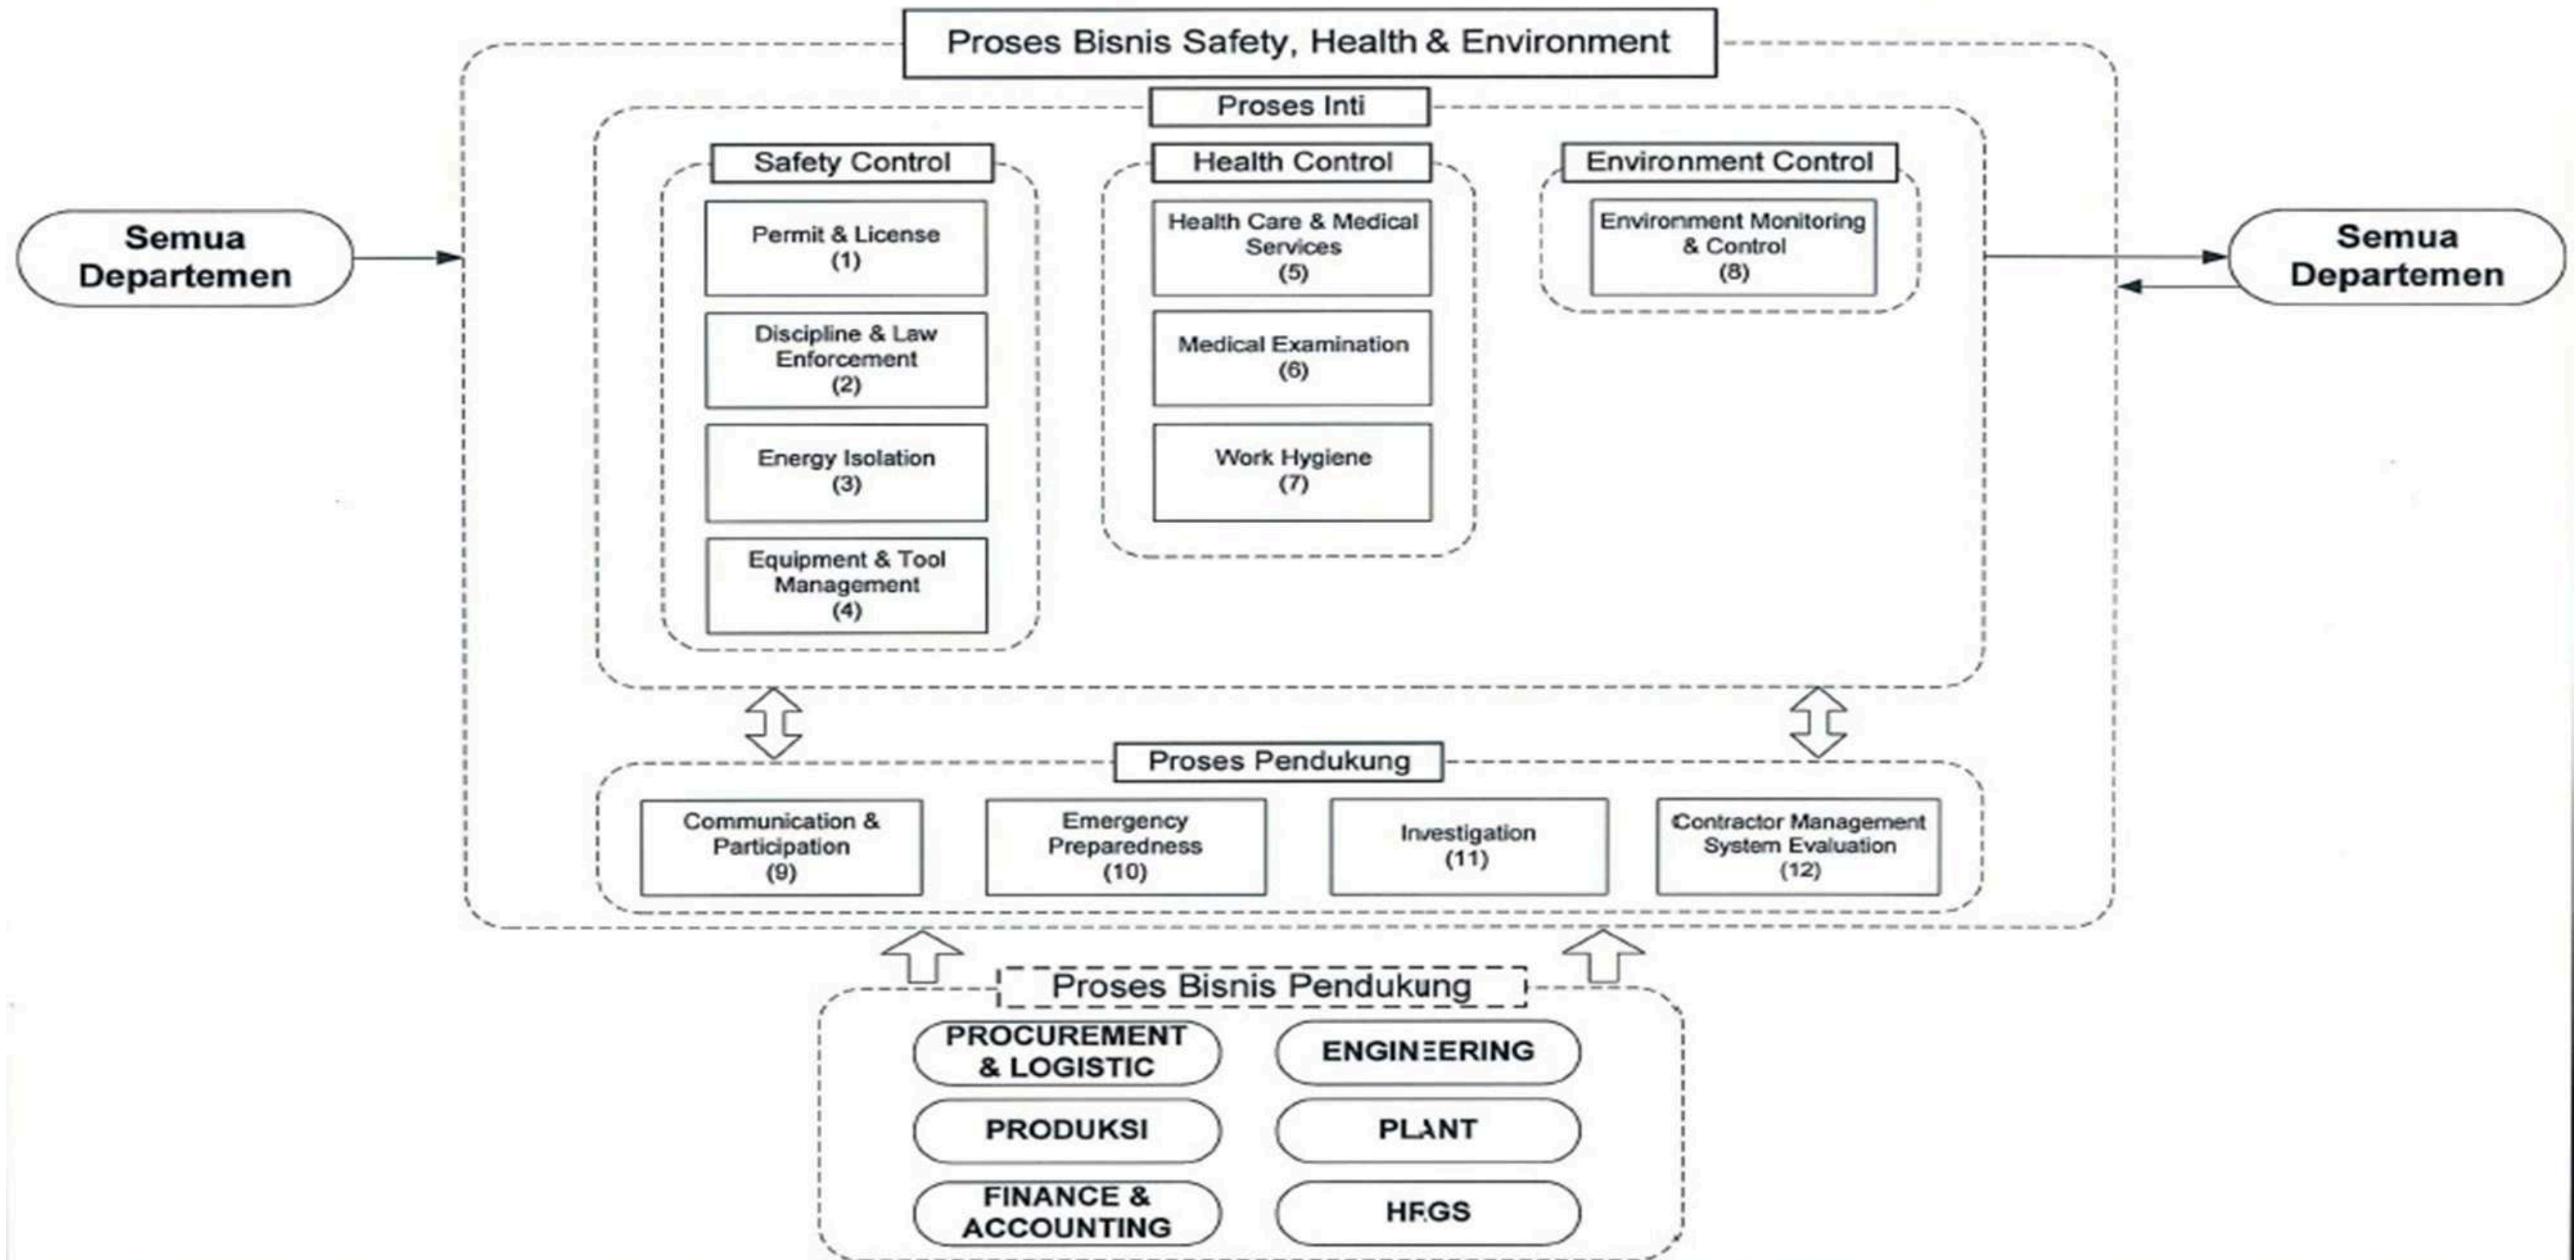 Proses Bisnis Safety, Health & Environment
Proses Inti
Semua
Departemen
Safety Control
Permit & License
(1)
Discipline & Law
Enforcement
(2)
Energy Isolation
(3)
Equipment & Tool
Management
(4)
Health Control
Health Care & Medical
Services
(5)
Medical Examination
(6)
Work Hygiene
(7)
Environment Control
Environment Monitoring
& Control
(8)
Semua
Departemen
Proses Pendukung
Communication &
Participation
(9)
Emergency
Preparedness
(10)
Investigation
(11)
Contractor Management
System Evaluation
(12)
Proses Bisnis Pendukung
PROCUREMENT
& LOGISTIC
ENGINEERING
PRODUKSI
PLANT
FINANCE &
ACCOUNTING